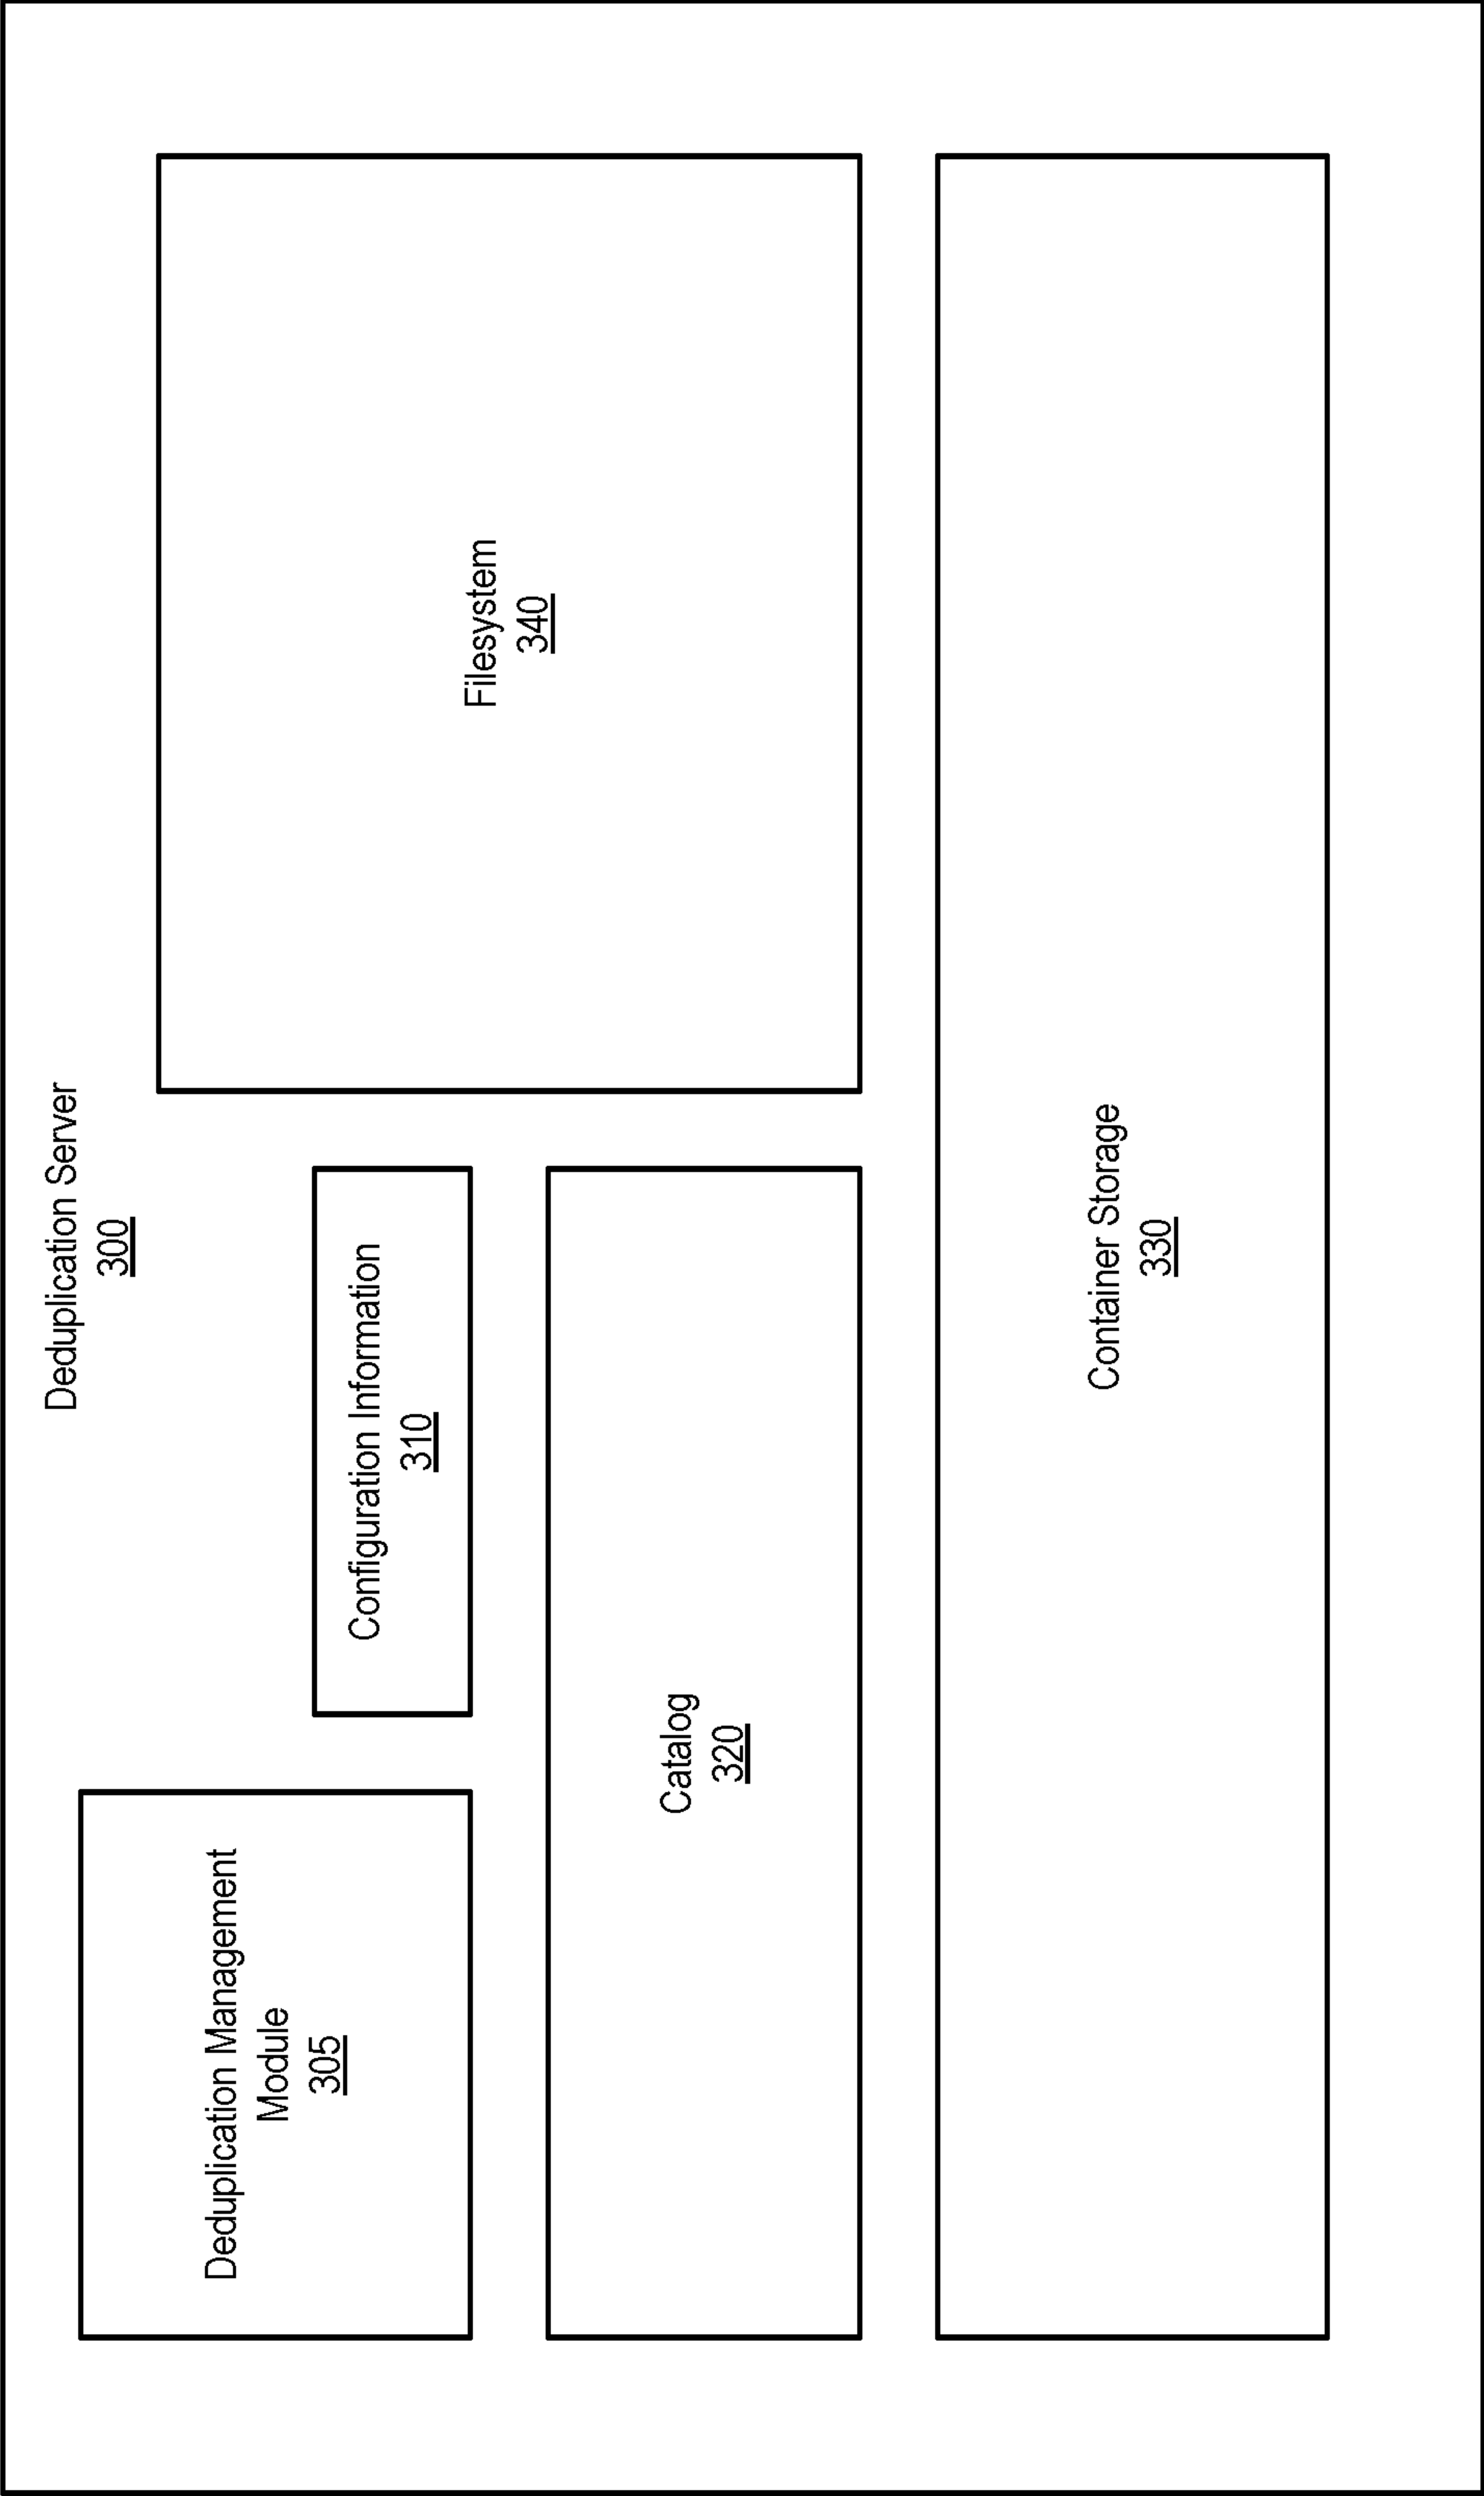 Deduplication Server
300
Deduplication Management
Module
305
Configuration Information
310
Filesystem
340
Catalog
320
Container Storage
330